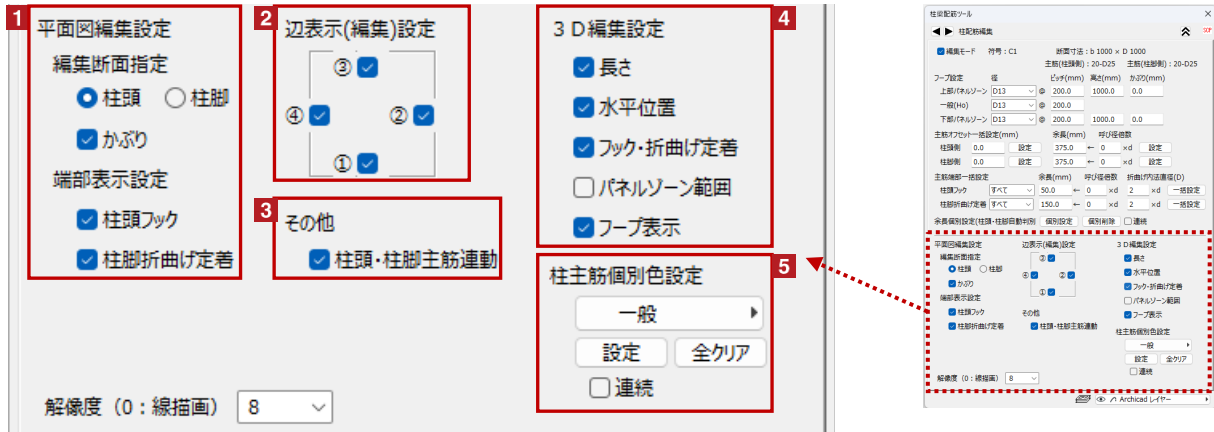 1
平面図編集設定
編集断面指定
柱頭 柱脚
かぶり
端部表示設定
柱頭フック
柱脚折曲げ定着
2
辺表示(編集)設定
③
④ ②
①
3
その他
柱頭・柱脚主筋連動
4
3D編集設定
長さ
水平位置
フック・折曲げ定着
パネルゾーン範囲
フープ表示
5
柱主筋個別色設定
一般
設定 全クリア
連続
解像度（0：線描画） 8
柱梁配筋ツール
柱配筋編集
編集モード 符号：C1 断面寸法：b 1000 × D 1000
主筋(柱頭側)：20-D25 主筋(柱脚側)：20-D25
フープ設定 径 ピッチ(mm) 高さ(mm) かぶり(mm)
上部パネルゾーン D13 @ 200.0 1000.0 0.0
一般(Ho) D13 @ 200.0
下部パネルゾーン D13 @ 200.0 1000.0 0.0
主筋オフセット一括設定(mm) 余長(mm) 呼び径倍数
柱頭側 0.0 設定 375.0 ← 0 ×d 設定
柱脚側 0.0 設定 375.0 ← 0 ×d 設定
主筋端部一括設定 余長(mm) 呼び径倍数 折曲げ内法直径(D)
柱頭フック すべて 50.0 ← 0 ×d 2 ×d 一括設定
柱脚折曲げ定着 すべて 150.0 ← 0 ×d 2 ×d 一括設定
余長個別設定(柱頭・柱脚自動判別 個別設定 個別削除 連続
平面図編集設定 辺表示(編集)設定 3D編集設定
編集断面指定 ③ 長さ
柱頭 柱脚 ④ ② 水平位置
かぶり フック・折曲げ定着
端部表示設定 ① パネルゾーン範囲
柱頭フック その他 フープ表示
柱脚折曲げ定着 柱頭・柱脚主筋連動
柱主筋個別色設定
一般
設定 全クリア
連続
解像度（0：線描画） 8
Archicad レイヤー